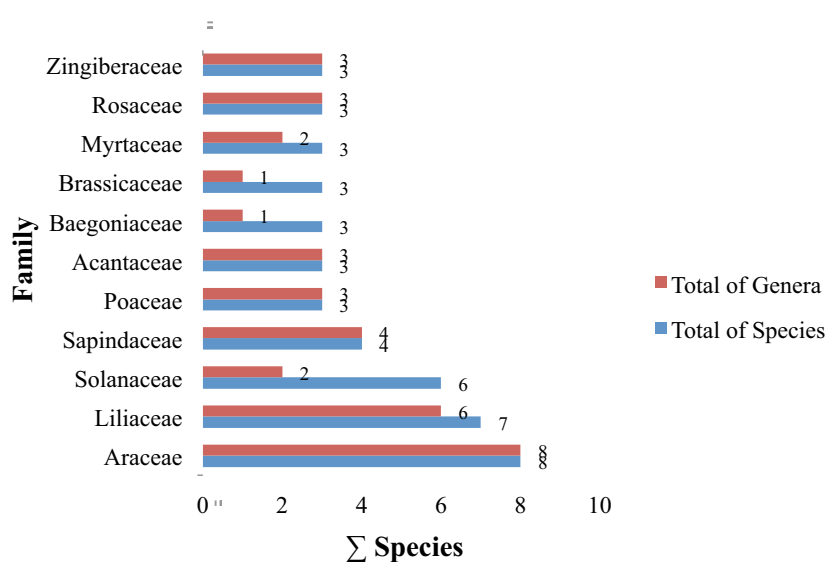 Zingiberaceae 3 3
Rosaceae 3 3
Myrtaceae 2 3
Brassicaceae 1 3
Baegoniaceae 1 3
Acantaceae 3 3
Poaceae 3 3
Sapindaceae 4 4
Solanaceae 2 6
Liliaceae 6 7
Araceae 8 8
Family
0 2 4 6 8 10
∑ Species
Total of Genera
Total of Species